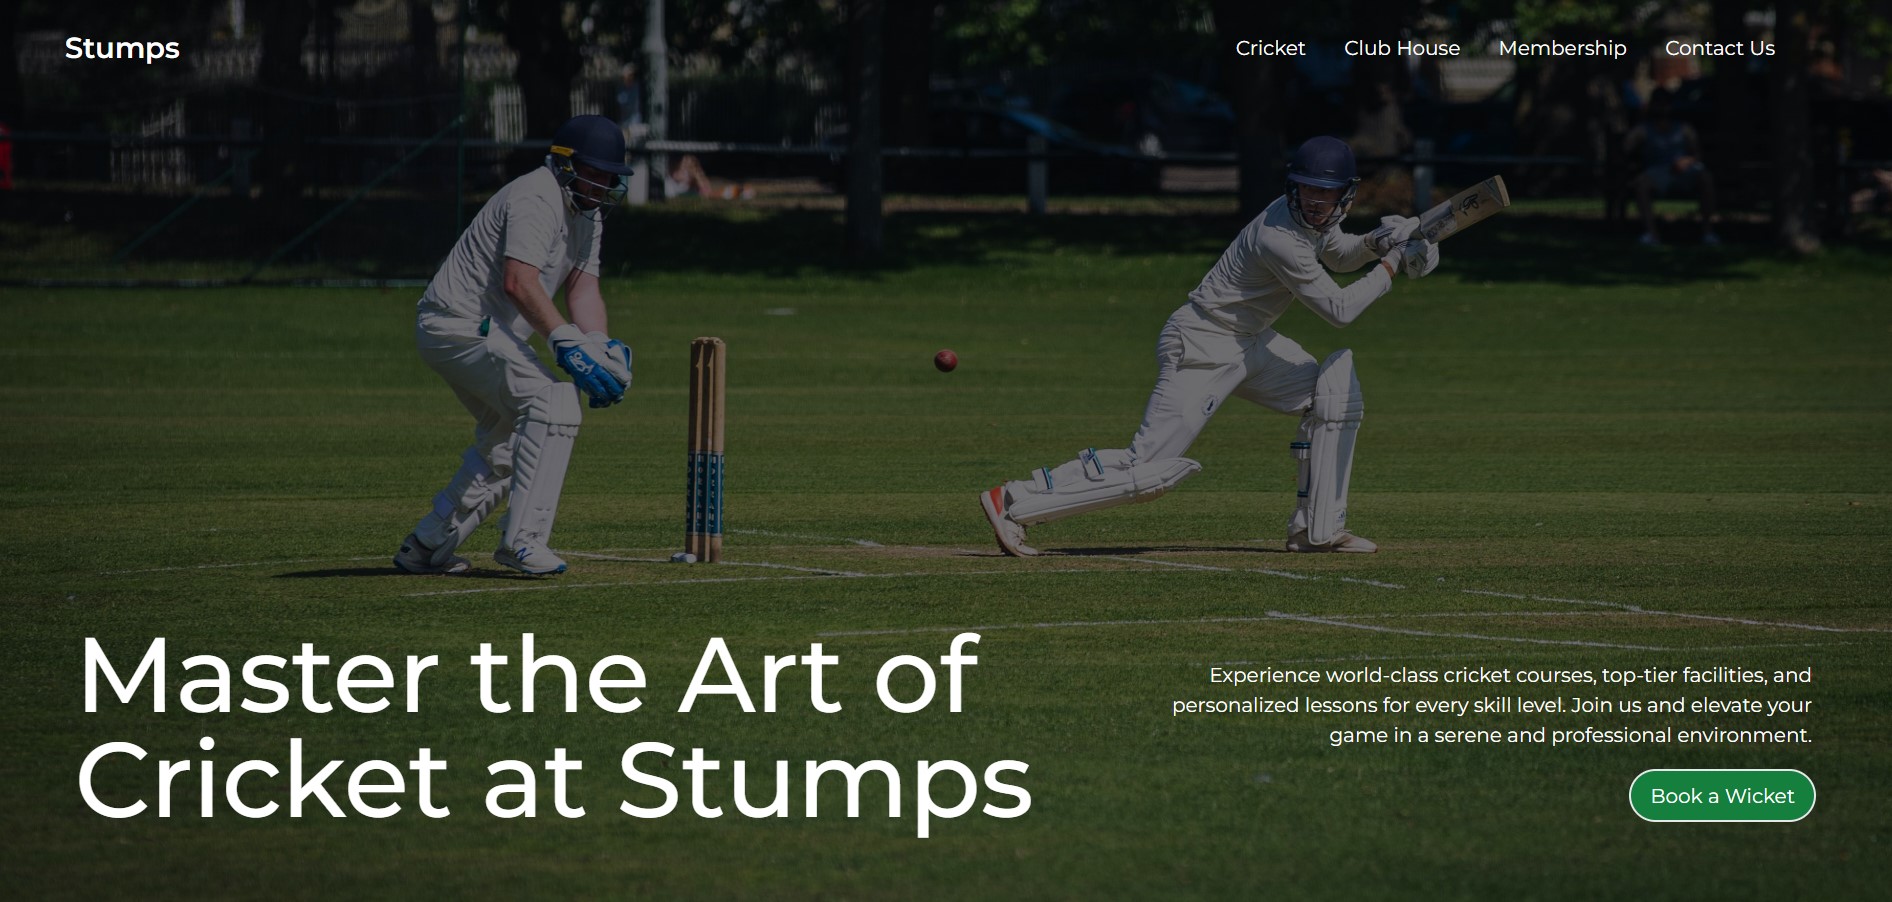 Stumps
Cricket
Club House
Membership
Contact Us
Master the Art of
Cricket at Stumps
Experience world-class cricket courses, top-tier facilities, and
personalized lessons for every skill level. Join us and elevate your
game in a serene and professional environment.
Book a Wicket